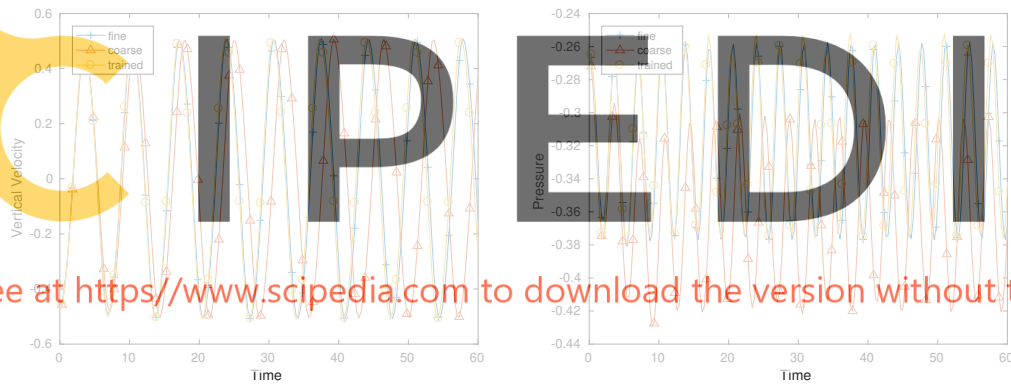 0.6
0.4
0.2
0
-0.2
-0.4
-0.6
Vertical Velocity
0 10 20 30 40 50 60
Time
fine
coarse
trained
-0.24
-0.26
-0.28
-0.3
-0.32
-0.34
-0.36
-0.38
-0.4
-0.42
-0.44
Pressure
0 10 20 30 40 50 60
Time
fine
coarse
trained
CIPEDI
ee at https://www.scipedia.com to download the version without t